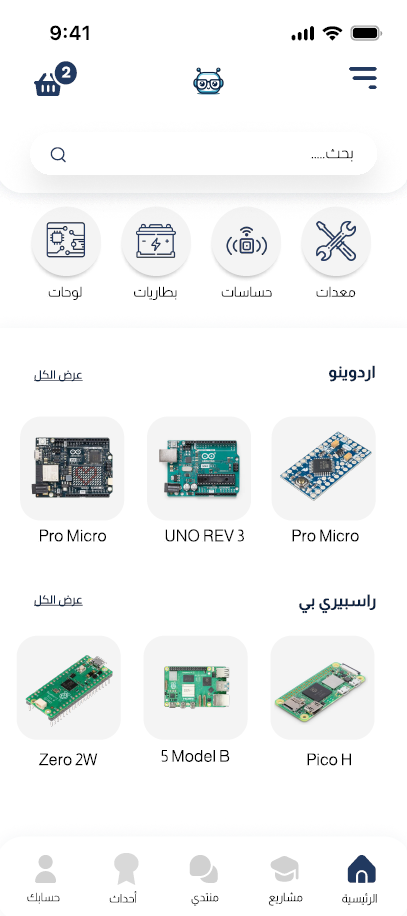 9:41
2
بحث.....
معدات
حساسات
بطاريات
لوحات
اردوينو
عرض الكل
Pro Micro
UNO REV 3
Pro Micro
راسبيري بي
عرض الكل
Pico H
5 Model B
Zero 2W
الرئيسية
مشاريع
منتدي
أحداث
حسابك